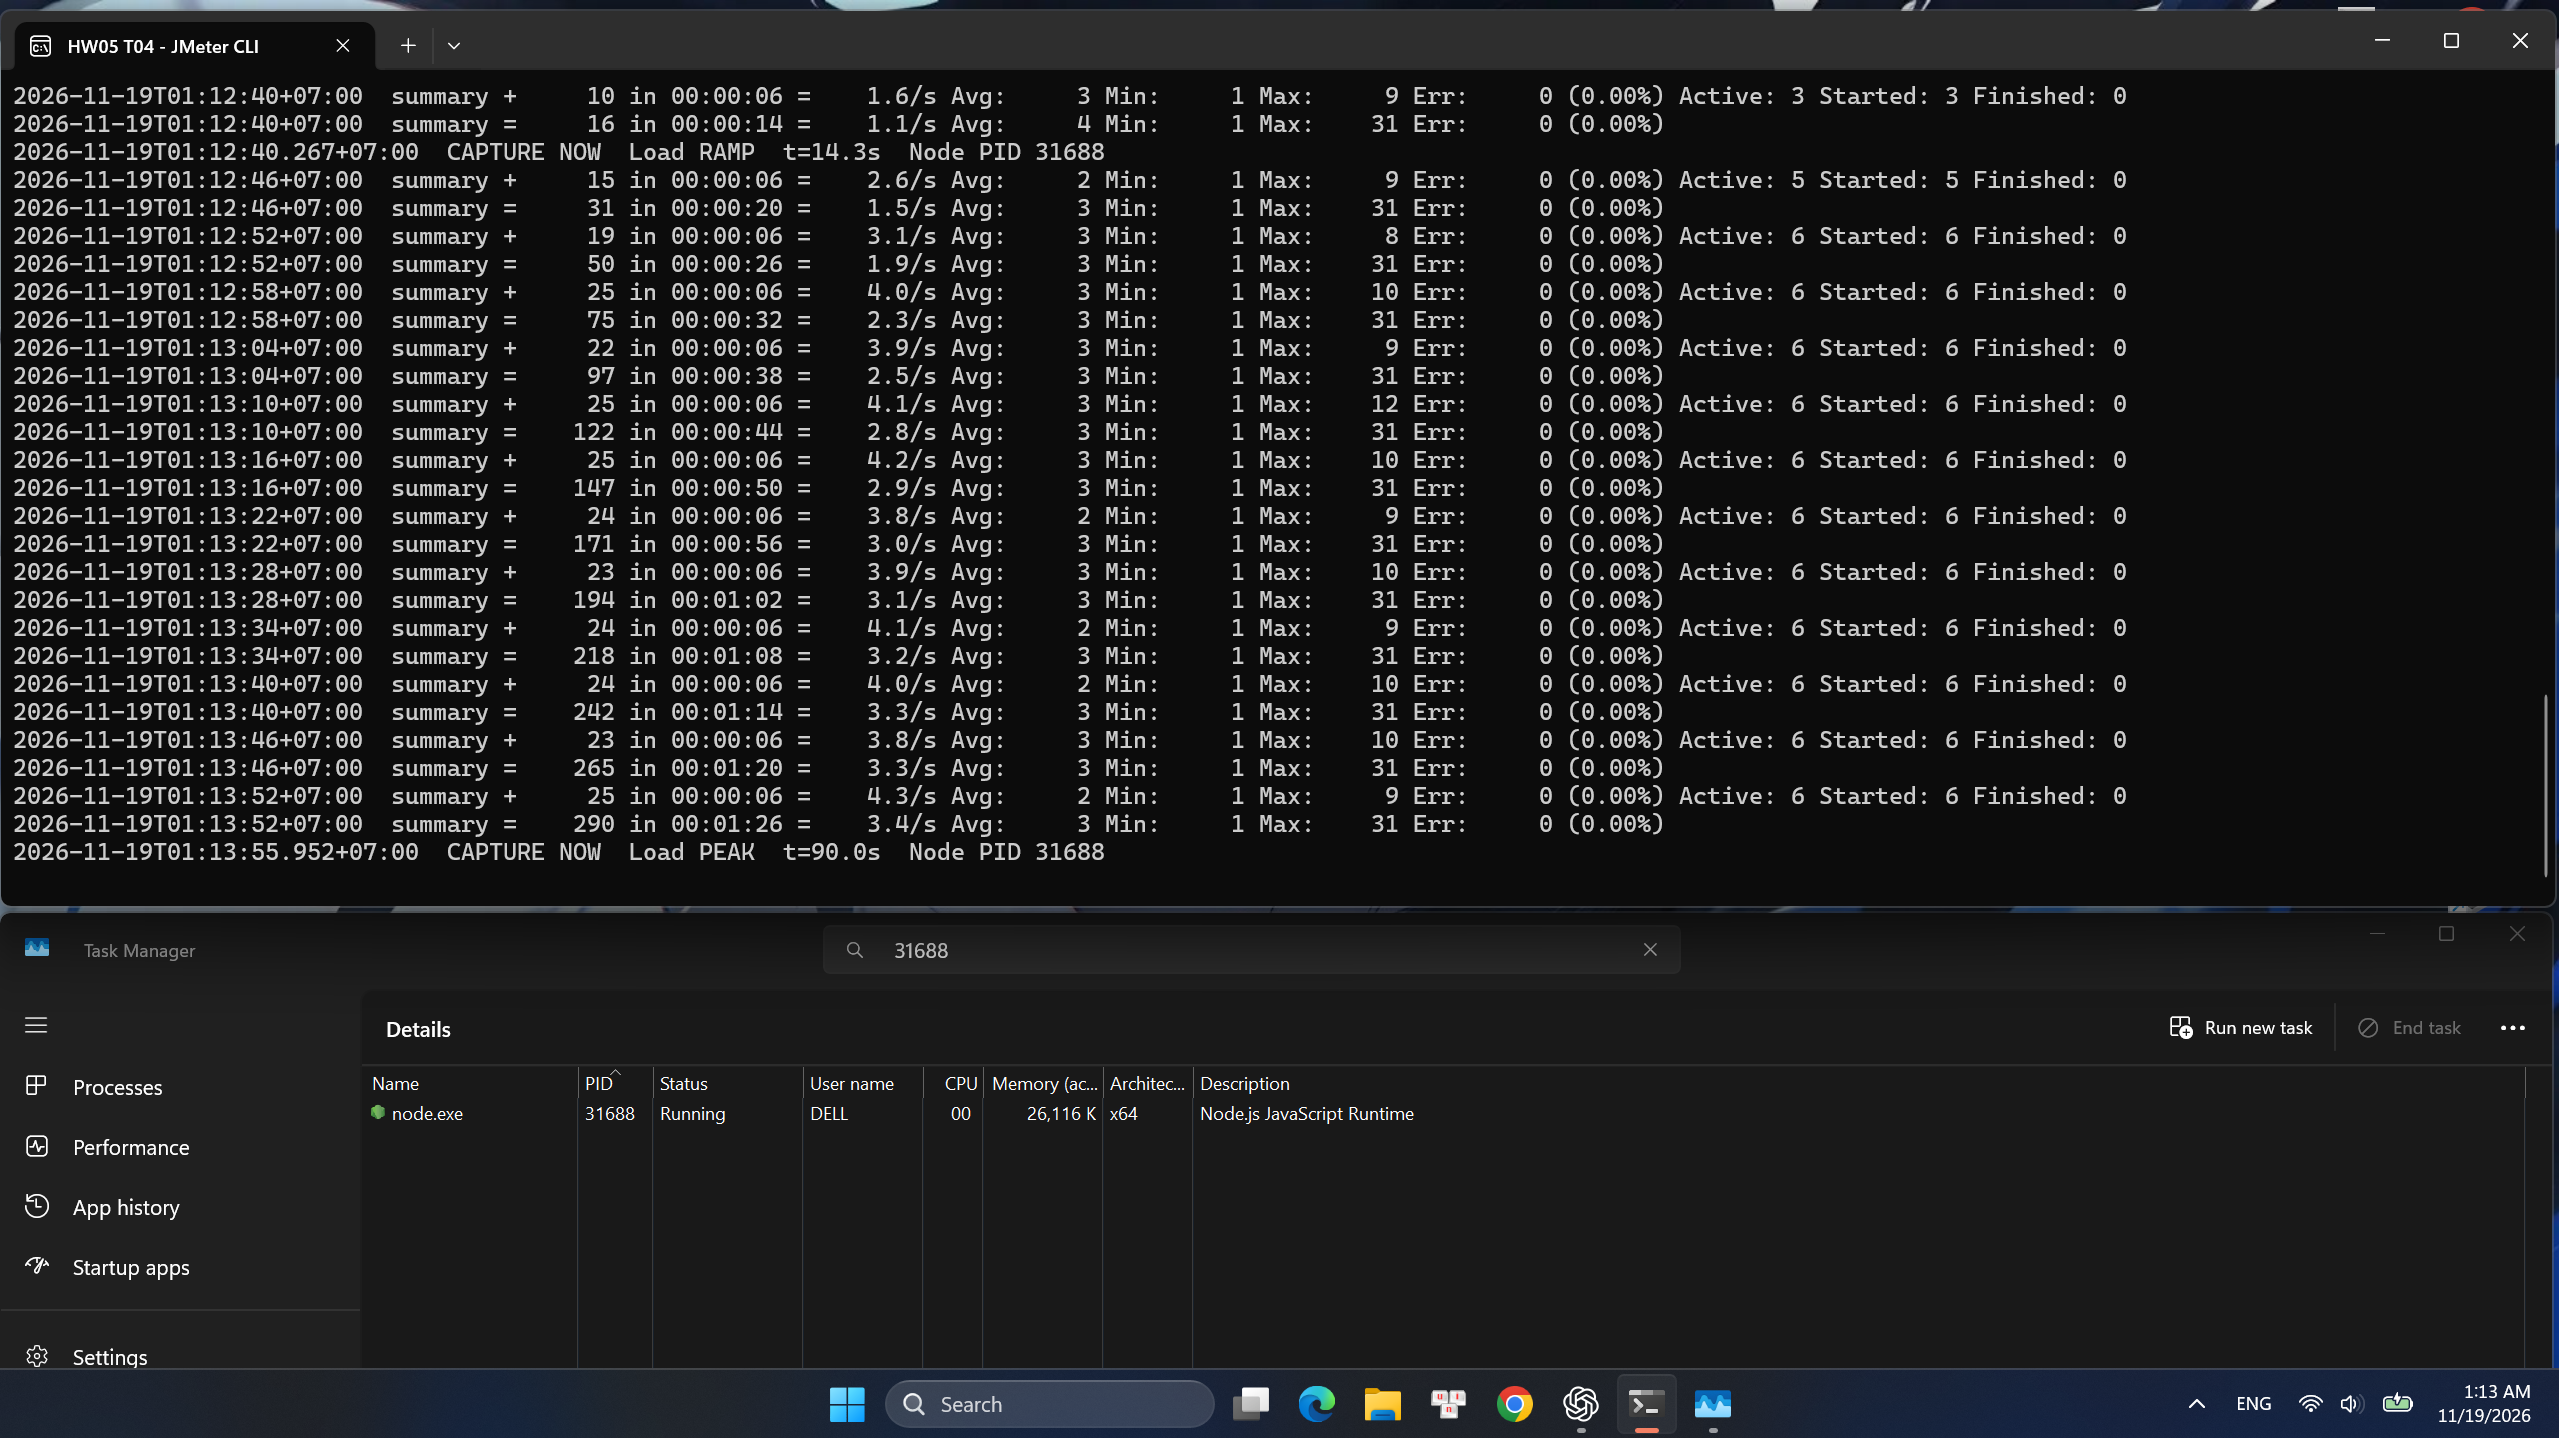 HW05 T04 - JMeter CLI
2026-11-19T01:12:40+07:00  summary +     10 in 00:00:06 =    1.6/s Avg:     3 Min:     1 Max:     9 Err:     0 (0.00%) Active: 3 Started: 3 Finished: 0
2026-11-19T01:12:40+07:00  summary =     16 in 00:00:14 =    1.1/s Avg:     4 Min:     1 Max:    31 Err:     0 (0.00%)
2026-11-19T01:12:40.267+07:00  CAPTURE NOW  Load RAMP  t=14.3s  Node PID 31688
2026-11-19T01:12:46+07:00  summary +     15 in 00:00:06 =    2.6/s Avg:     2 Min:     1 Max:     9 Err:     0 (0.00%) Active: 5 Started: 5 Finished: 0
2026-11-19T01:12:46+07:00  summary =     31 in 00:00:20 =    1.5/s Avg:     3 Min:     1 Max:    31 Err:     0 (0.00%)
2026-11-19T01:12:52+07:00  summary +     19 in 00:00:06 =    3.1/s Avg:     3 Min:     1 Max:     8 Err:     0 (0.00%) Active: 6 Started: 6 Finished: 0
2026-11-19T01:12:52+07:00  summary =     50 in 00:00:26 =    1.9/s Avg:     3 Min:     1 Max:    31 Err:     0 (0.00%)
2026-11-19T01:12:58+07:00  summary +     25 in 00:00:06 =    4.0/s Avg:     3 Min:     1 Max:    10 Err:     0 (0.00%) Active: 6 Started: 6 Finished: 0
2026-11-19T01:12:58+07:00  summary =     75 in 00:00:32 =    2.3/s Avg:     3 Min:     1 Max:    31 Err:     0 (0.00%)
2026-11-19T01:13:04+07:00  summary +     22 in 00:00:06 =    3.9/s Avg:     3 Min:     1 Max:     9 Err:     0 (0.00%) Active: 6 Started: 6 Finished: 0
2026-11-19T01:13:04+07:00  summary =     97 in 00:00:38 =    2.5/s Avg:     3 Min:     1 Max:    31 Err:     0 (0.00%)
2026-11-19T01:13:10+07:00  summary +     25 in 00:00:06 =    4.1/s Avg:     3 Min:     1 Max:    12 Err:     0 (0.00%) Active: 6 Started: 6 Finished: 0
2026-11-19T01:13:10+07:00  summary =    122 in 00:00:44 =    2.8/s Avg:     3 Min:     1 Max:    31 Err:     0 (0.00%)
2026-11-19T01:13:16+07:00  summary +     25 in 00:00:06 =    4.2/s Avg:     3 Min:     1 Max:    10 Err:     0 (0.00%) Active: 6 Started: 6 Finished: 0
2026-11-19T01:13:16+07:00  summary =    147 in 00:00:50 =    2.9/s Avg:     3 Min:     1 Max:    31 Err:     0 (0.00%)
2026-11-19T01:13:22+07:00  summary +     24 in 00:00:06 =    3.8/s Avg:     2 Min:     1 Max:     9 Err:     0 (0.00%) Active: 6 Started: 6 Finished: 0
2026-11-19T01:13:22+07:00  summary =    171 in 00:00:56 =    3.0/s Avg:     3 Min:     1 Max:    31 Err:     0 (0.00%)
2026-11-19T01:13:28+07:00  summary +     23 in 00:00:06 =    3.9/s Avg:     3 Min:     1 Max:    10 Err:     0 (0.00%) Active: 6 Started: 6 Finished: 0
2026-11-19T01:13:28+07:00  summary =    194 in 00:01:02 =    3.1/s Avg:     3 Min:     1 Max:    31 Err:     0 (0.00%)
2026-11-19T01:13:34+07:00  summary +     24 in 00:00:06 =    4.1/s Avg:     2 Min:     1 Max:     9 Err:     0 (0.00%) Active: 6 Started: 6 Finished: 0
2026-11-19T01:13:34+07:00  summary =    218 in 00:01:08 =    3.2/s Avg:     3 Min:     1 Max:    31 Err:     0 (0.00%)
2026-11-19T01:13:40+07:00  summary +     24 in 00:00:06 =    4.0/s Avg:     2 Min:     1 Max:    10 Err:     0 (0.00%) Active: 6 Started: 6 Finished: 0
2026-11-19T01:13:40+07:00  summary =    242 in 00:01:14 =    3.3/s Avg:     3 Min:     1 Max:    31 Err:     0 (0.00%)
2026-11-19T01:13:46+07:00  summary +     23 in 00:00:06 =    3.8/s Avg:     3 Min:     1 Max:    10 Err:     0 (0.00%) Active: 6 Started: 6 Finished: 0
2026-11-19T01:13:46+07:00  summary =    265 in 00:01:20 =    3.3/s Avg:     3 Min:     1 Max:    31 Err:     0 (0.00%)
2026-11-19T01:13:52+07:00  summary +     25 in 00:00:06 =    4.3/s Avg:     2 Min:     1 Max:     9 Err:     0 (0.00%) Active: 6 Started: 6 Finished: 0
2026-11-19T01:13:52+07:00  summary =    290 in 00:01:26 =    3.4/s Avg:     3 Min:     1 Max:    31 Err:     0 (0.00%)
2026-11-19T01:13:55.952+07:00  CAPTURE NOW  Load PEAK  t=90.0s  Node PID 31688
Task Manager
31688
Details
Run new task
End task
Processes
Performance
App history
Startup apps
Settings
Name PID Status User name CPU Memory (ac... Architec... Description
node.exe 31688 Running DELL 00 26,116 K x64 Node.js JavaScript Runtime
Search
ENG
1:13 AM
11/19/2026